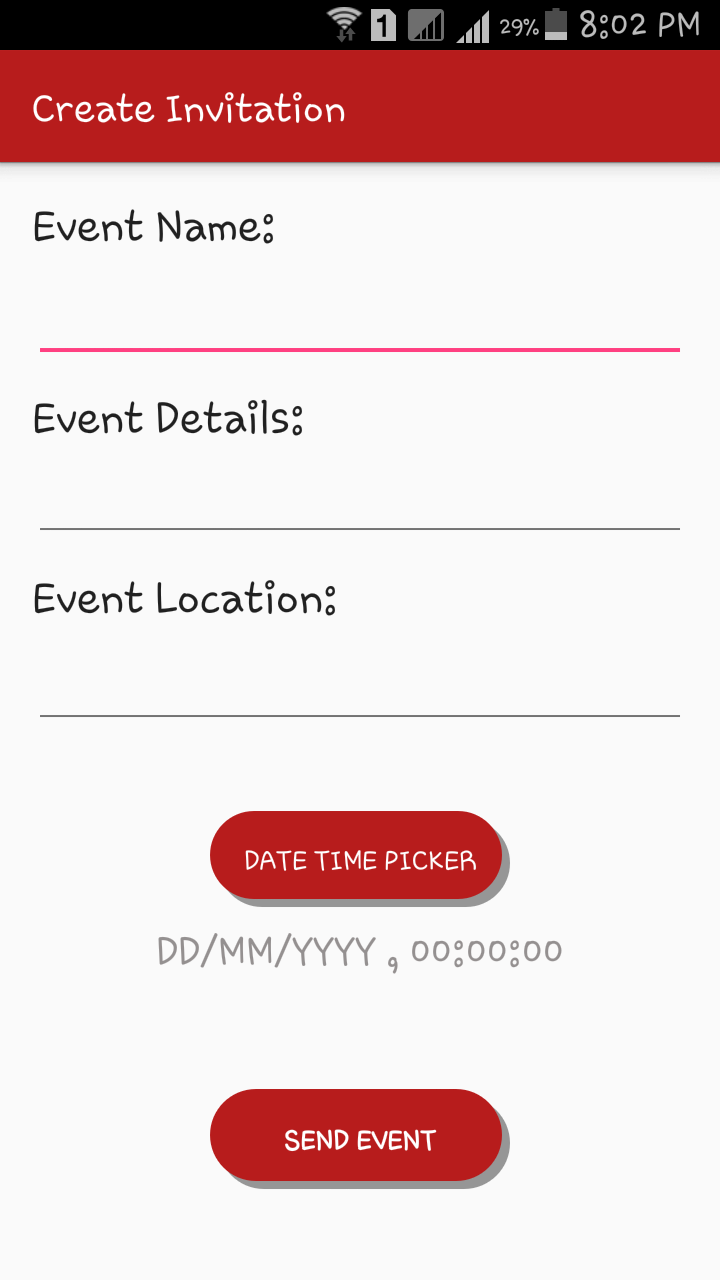 1 29% 8:02 PM
Create Invitation
Event Name:
Event Details:
Event Location:
DATE TIME PICKER
DD/MM/YYYY , 00:00:00
SEND EVENT